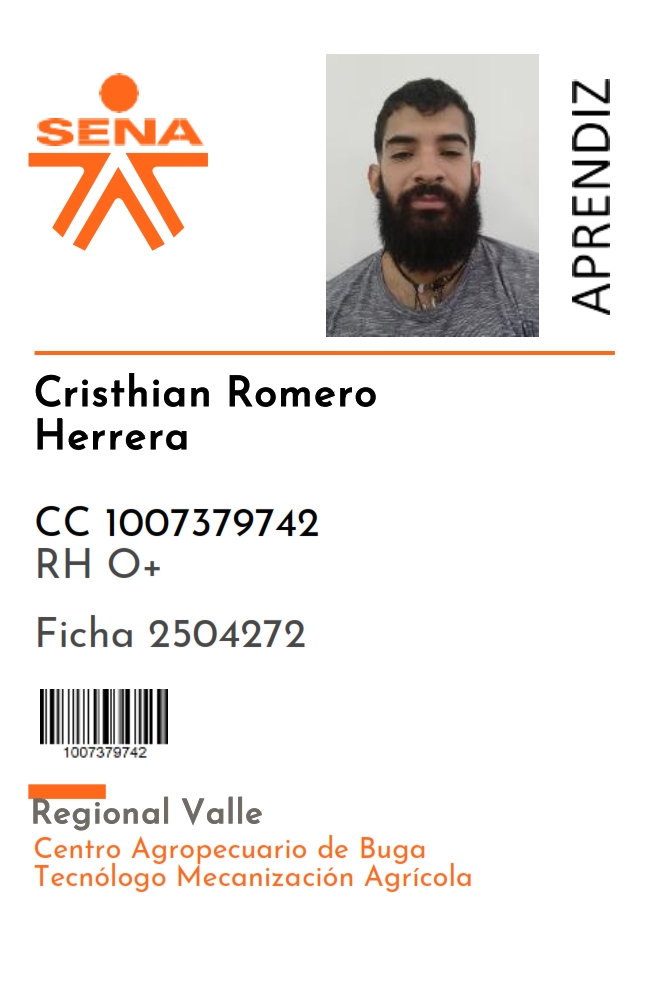 SENA
APRENDIZ
Cristhian Romero
Herrera
CC 1007379742
RH O+
Ficha 2504272
1007379742
Regional Valle
Centro Agropecuario de Buga
Tecnólogo Mecanización Agrícola